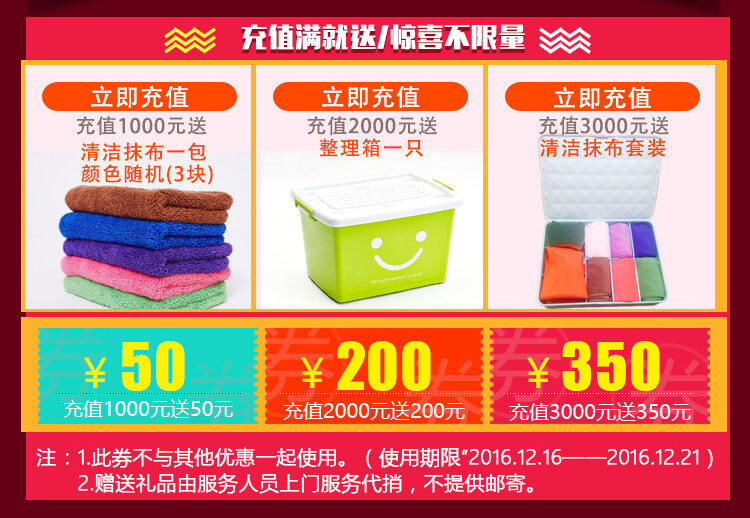 充值满就送/惊喜不限量
立即充值
充值1000元送
清洁抹布一包
颜色随机(3块)
立即充值
充值2000元送
整理箱一只
立即充值
充值3000元送
清洁抹布套装
券
¥ 50
充值1000元送50元
券
¥ 200
充值2000元送200元
券
¥ 350
充值3000元送350元
注：1.此券不与其他优惠一起使用。（使用期限“2016.12.16——2016.12.21）
2.赠送礼品由服务人员上门服务代捎，不提供邮寄。